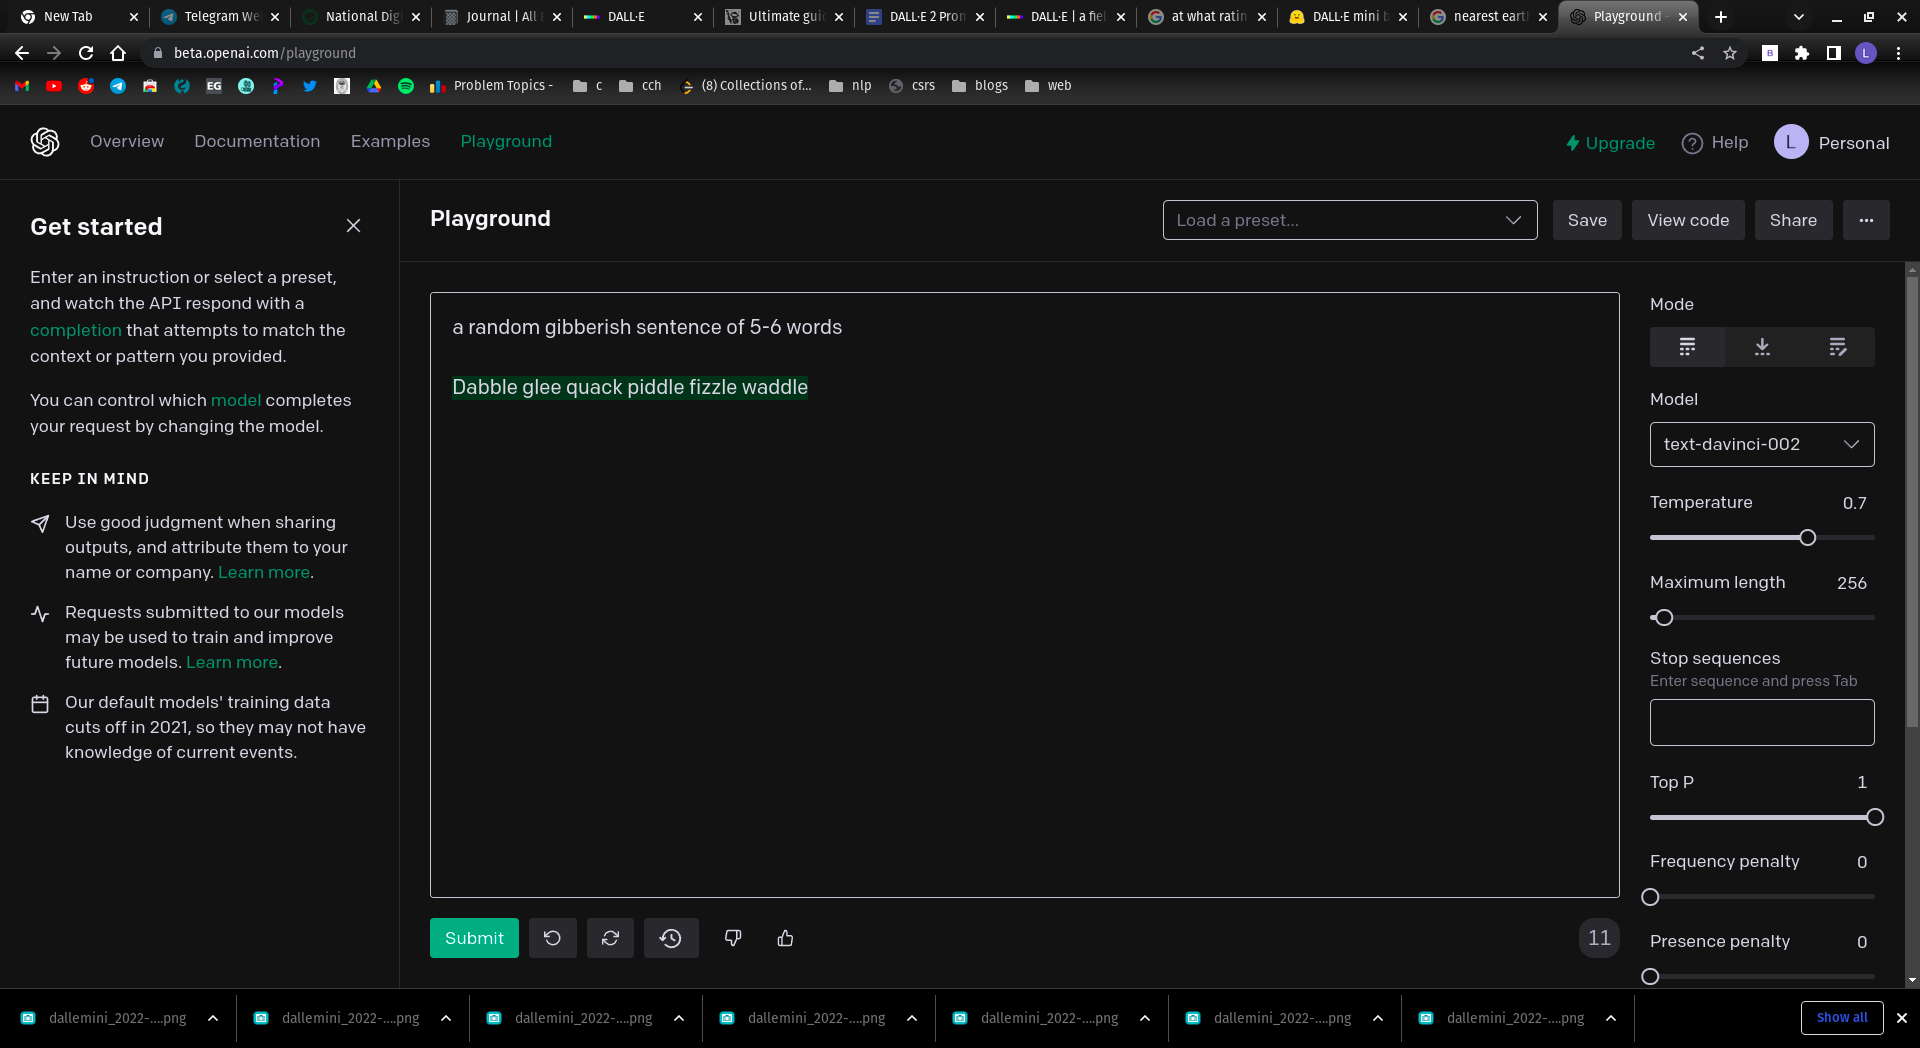 New Tab
Telegram We
National Dig
Journal | All E
DALL·E
Ultimate gui
DALL·E 2 Pron
DALL·E | a fiel
at what ratin
DALL·E mini b
nearest eart
Playground -
beta.openai.com/playground
EG
Problem Topics -
c
cch
(8) Collections of...
nlp
csrs
blogs
web
Overview
Documentation
Examples
Playground
Upgrade
Help
L
Personal
Get started
Enter an instruction or select a preset,
and watch the API respond with a
completion that attempts to match the
context or pattern you provided.
You can control which model completes
your request by changing the model.
KEEP IN MIND
Use good judgment when sharing
outputs, and attribute them to your
name or company. Learn more.
Requests submitted to our models
may be used to train and improve
future models. Learn more.
Our default models' training data
cuts off in 2021, so they may not have
knowledge of current events.
Playground
Load a preset...
Save
View code
Share
a random gibberish sentence of 5-6 words
Dabble glee quack piddle fizzle waddle
Mode
Model
text-davinci-002
Temperature 0.7
Maximum length 256
Stop sequences
Enter sequence and press Tab
Top P 1
Frequency penalty 0
Presence penalty 0
Submit
11
dallemini_2022-....png
dallemini_2022-....png
dallemini_2022-....png
dallemini_2022-....png
dallemini_2022-....png
dallemini_2022-....png
dallemini_2022-....png
Show all